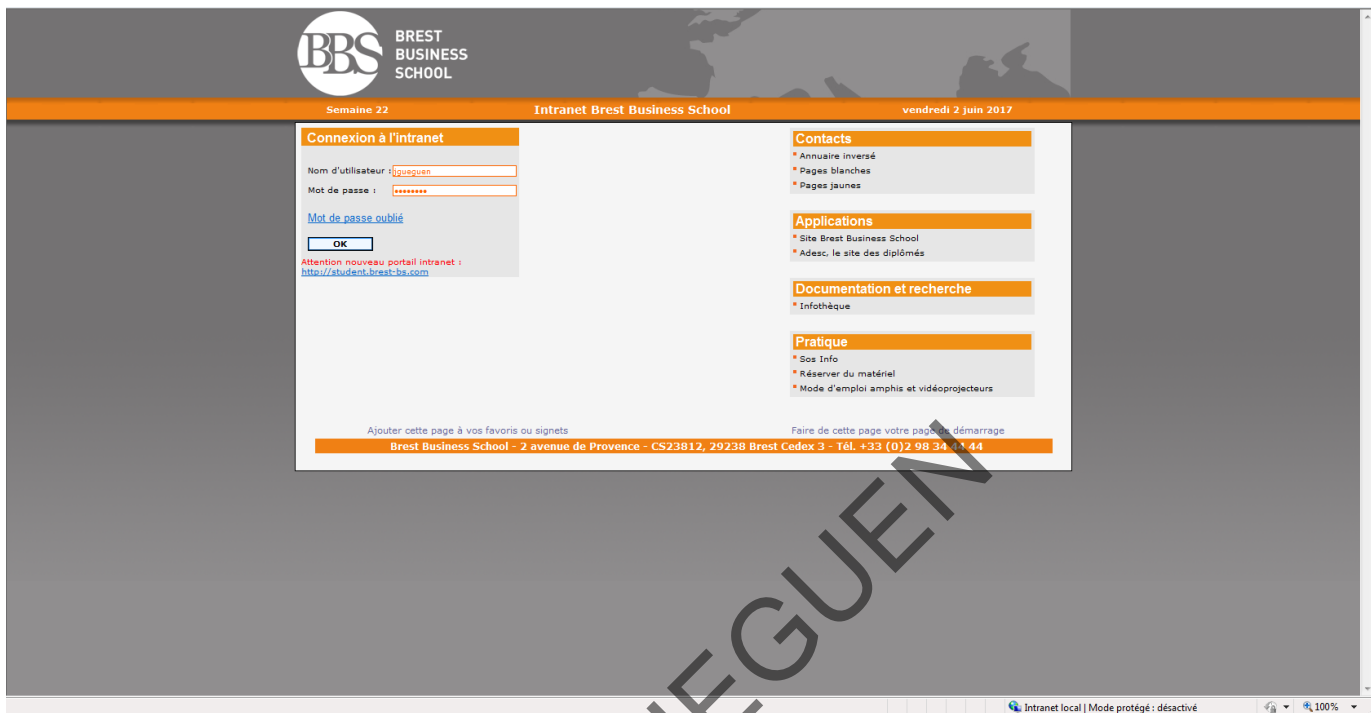 BBS
BREST
BUSINESS
SCHOOL
Semaine 22
Intranet Brest Business School
vendredi 2 juin 2017
Connexion à l'intranet
Nom d'utilisateur : jgueguen
Mot de passe : ••••••••
Mot de passe oublié
OK
Attention nouveau portail intranet :
http://student.brest-bs.com
Contacts
Annuaire inversé
Pages blanches
Pages jaunes
Applications
Site Brest Business School
Adesc, le site des diplômés
Documentation et recherche
Infothèque
Pratique
Sos Info
Réserver du matériel
Mode d'emploi amphis et vidéoprojecteurs
Ajouter cette page à vos favoris ou signets
Faire de cette page votre page de démarrage
Brest Business School - 2 avenue de Provence - CS23812, 29238 Brest Cedex 3 - Tél. +33 (0)2 98 34 44 44
EGUEN
Intranet local | Mode protégé : désactivé
100%